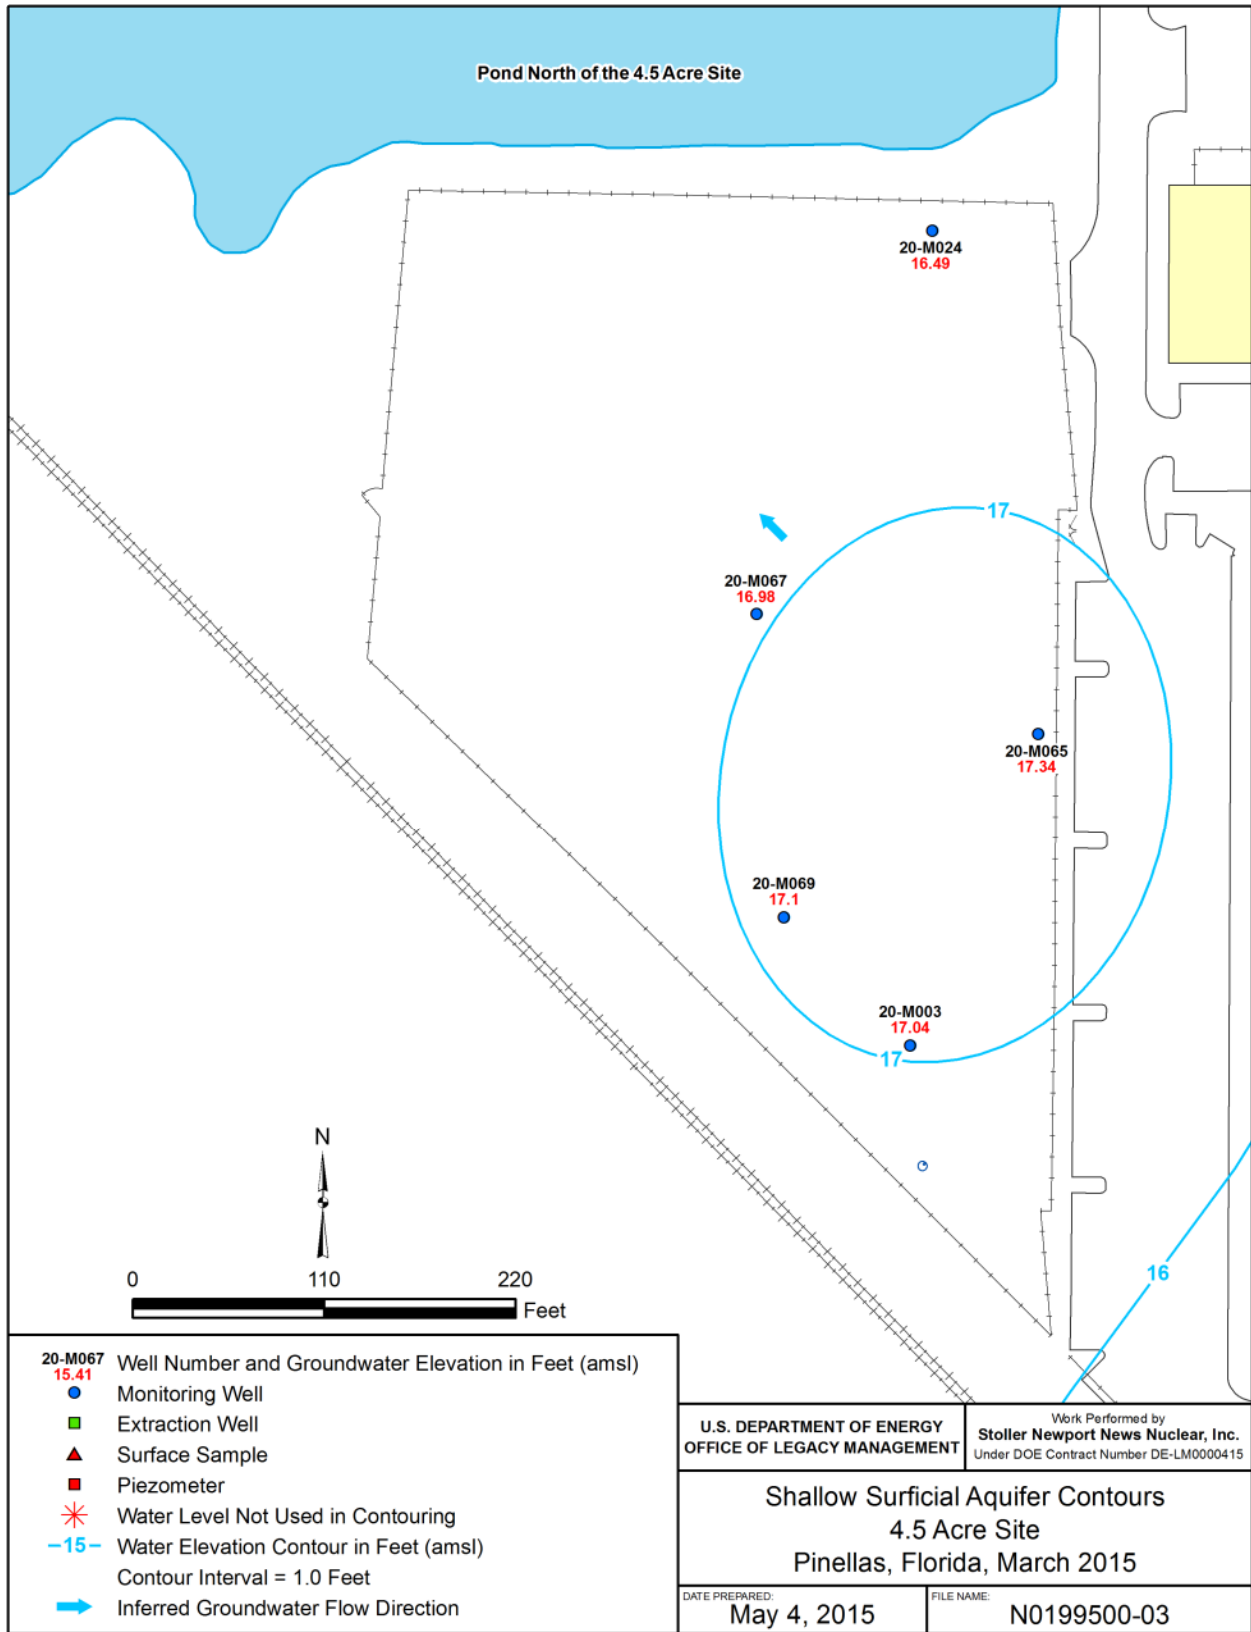 Pond North of the 4.5 Acre Site
20-M024
16.49
17
20-M067
16.98
20-M065
17.34
20-M069
17.1
20-M003
17.04
17
N
16
0 110 220
Feet
20-M067
15.41
Well Number and Groundwater Elevation in Feet (amsl)
Monitoring Well
Extraction Well
Surface Sample
Piezometer
Water Level Not Used in Contouring
-15- Water Elevation Contour in Feet (amsl)
Contour Interval = 1.0 Feet
Inferred Groundwater Flow Direction
U.S. DEPARTMENT OF ENERGY
OFFICE OF LEGACY MANAGEMENT
Work Performed by
Stoller Newport News Nuclear, Inc.
Under DOE Contract Number DE-LM0000415
Shallow Surficial Aquifer Contours
4.5 Acre Site
Pinellas, Florida, March 2015
DATE PREPARED:
May 4, 2015
FILE NAME:
N0199500-03